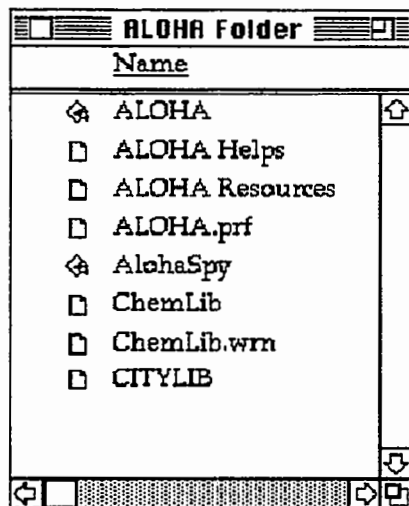 ALOHA Folder
Name
ALOHA
ALOHA Helps
ALOHA Resources
ALOHA.prf
AlohaSpy
ChemLib
ChemLib.wrn
CITYLIB